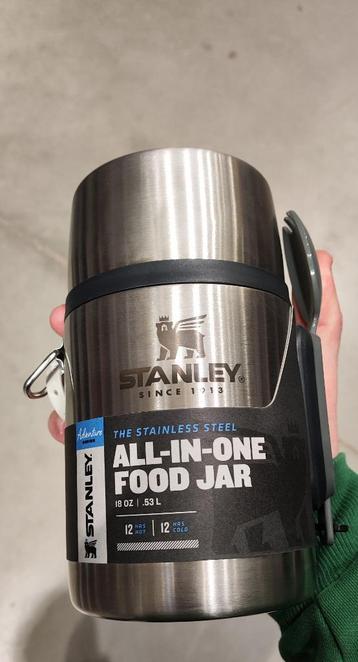 STANLEY®
SINCE 1913
Adventure
SERIES
STANLEY
THE STAINLESS STEEL
ALL-IN-ONE
FOOD JAR
18 OZ | .53 L
12 HRS HOT | 12 HRS COLD